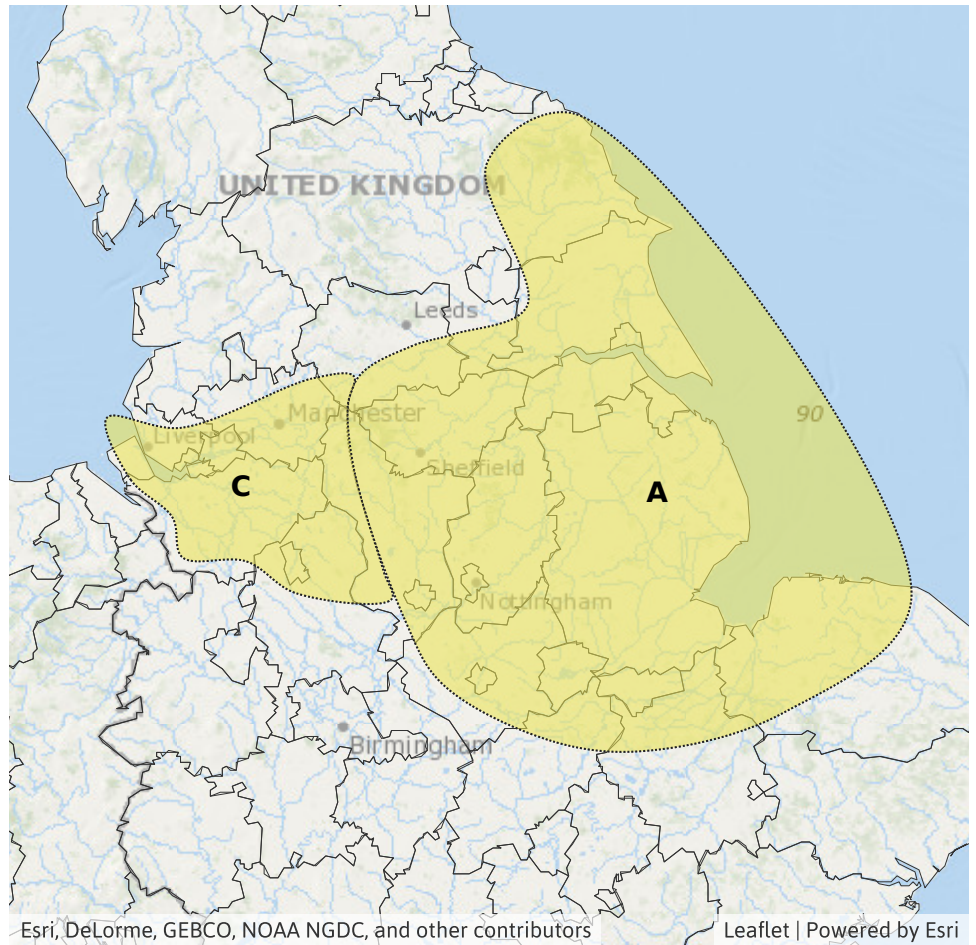 UNITED KINGDOM
Leeds
90
Manchester
Liverpool
Sheffield
C
A
Nottingham
Birmingham
Esri, DeLorme, GEBCO, NOAA NGDC, and other contributors
Leaflet | Powered by Esri